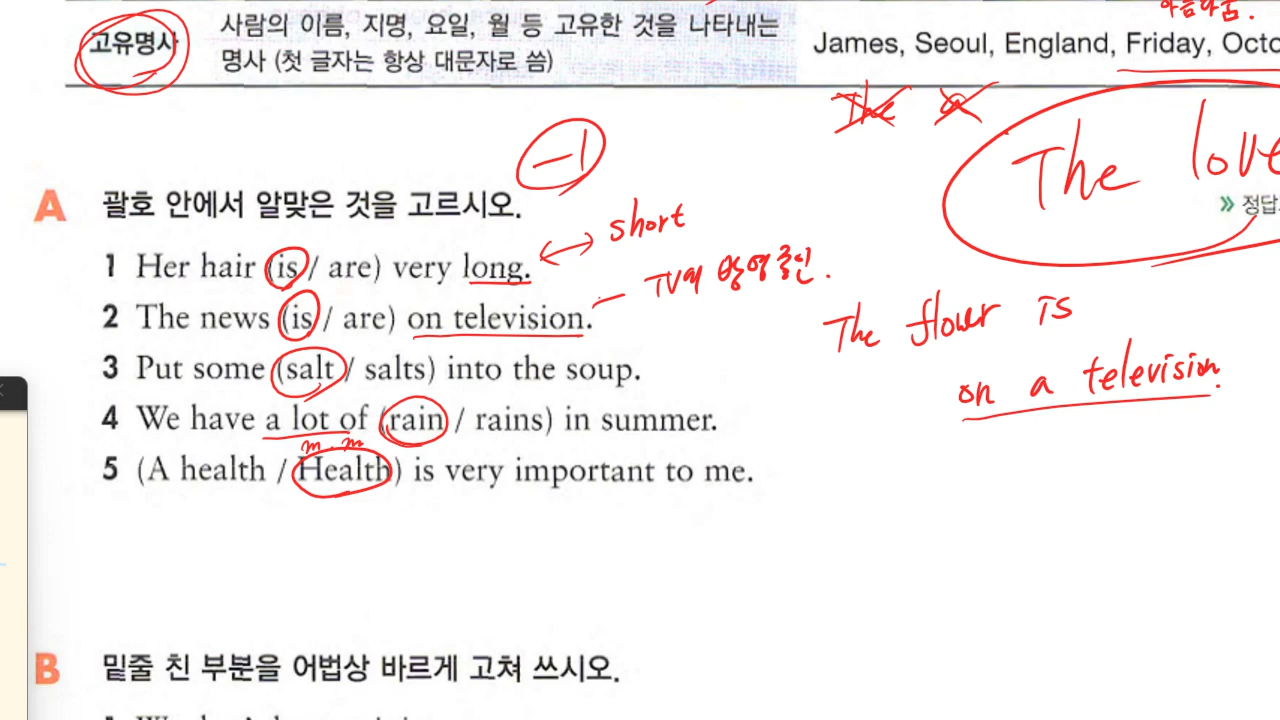 아름다움.
고유명사 사람의 이름, 지명, 요일, 월 등 고유한 것을 나타내는
명사 (첫 글자는 항상 대문자로 씀)
James, Seoul, England, Friday, Octo
The a
-1
The love
A 괄호 안에서 알맞은 것을 고르시오.
» 정답
short
1 Her hair (is / are) very long.
TV에 방영중인.
2 The news (is / are) on television.
The flower is
on a television.
3 Put some (salt / salts) into the soup.
4 We have a lot of (rain / rains) in summer.
5 (A health / Health) is very important to me.
B 밑줄 친 부분을 어법상 바르게 고쳐 쓰시오.